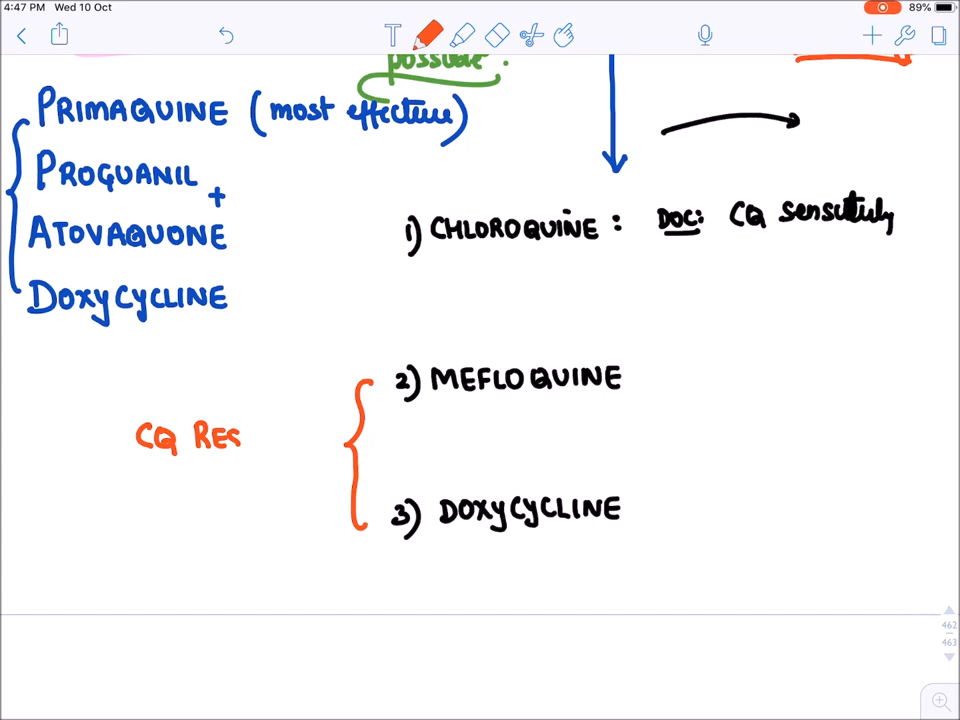 4:47 PM Wed 10 Oct
89%
T
possible.
PRIMAQUINE (most effective)
PROGUANIL
+
ATOVAQUONE
DOXYCYCLINE
1) CHLOROQUINE : DOC: CQ sensitivity
2) MEFLOQUINE
CQ RES
3) DOXYCYCLINE
462
463